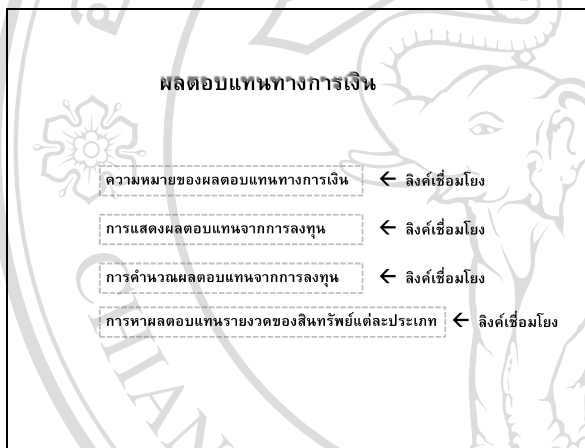 ผลตอบแทนทางการเงิน
ความหมายของผลตอบแทนทางการเงิน ← ลิงค์เชื่อมโยง
การแสดงผลตอบแทนจากการลงทุน ← ลิงค์เชื่อมโยง
การคำนวณผลตอบแทนจากการลงทุน ← ลิงค์เชื่อมโยง
การหาผลตอบแทนรายงวดของสินทรัพย์แต่ละประเภท ← ลิงค์เชื่อมโยง
CHIAN